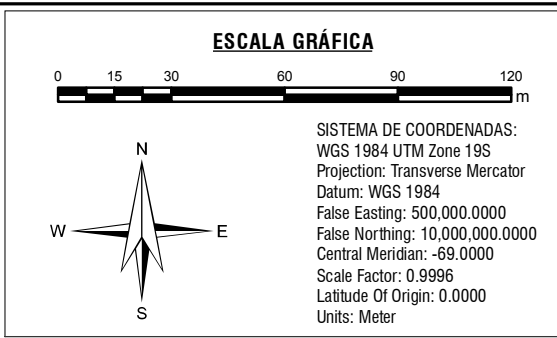 ESCALA GRÁFICA
0 15 30 60 90 120
m
N
W E
S
SISTEMA DE COORDENADAS:
WGS 1984 UTM Zone 19S
Projection: Transverse Mercator
Datum: WGS 1984
False Easting: 500,000.0000
False Northing: 10,000,000.0000
Central Meridian: -69.0000
Scale Factor: 0.9996
Latitude Of Origin: 0.0000
Units: Meter